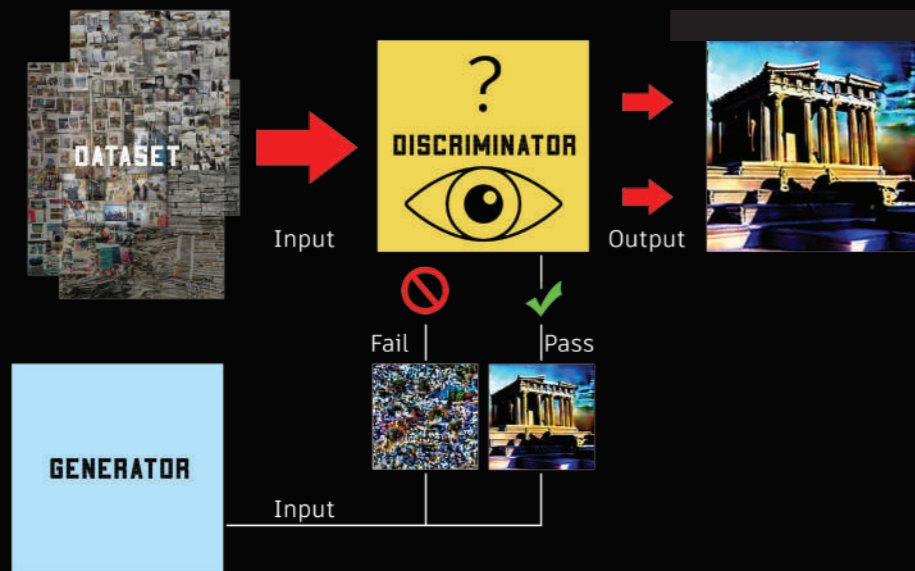 ?
DATASET
DISCRIMINATOR
Input
Output
Fail
Pass
GENERATOR
Input